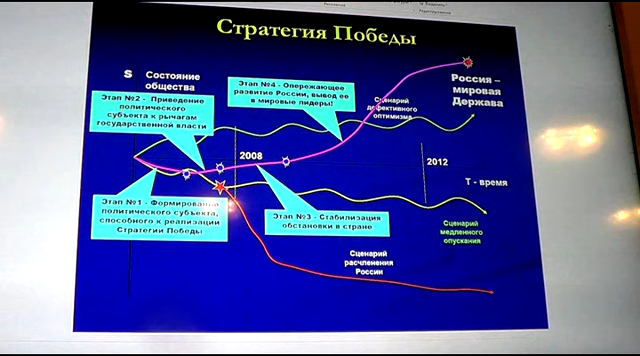 Стратегия Победы
S Состояние
общества
Этап №4 - Опережающее
развитие России, вывод ее
в мировые лидеры!
Россия –
мировая
Держава
Этап №2 - Приведение
политического
субъекта к рычагам
государственной власти
Сценарий
дефективного
оптимизма
2008
2012
Т - время
Этап №1 - Формирование
политического субъекта,
способного к реализации
Стратегии Победы
Этап №3 - Стабилизация
обстановки в стране
Сценарий
медленного
опускания
Сценарий
расчленения
России